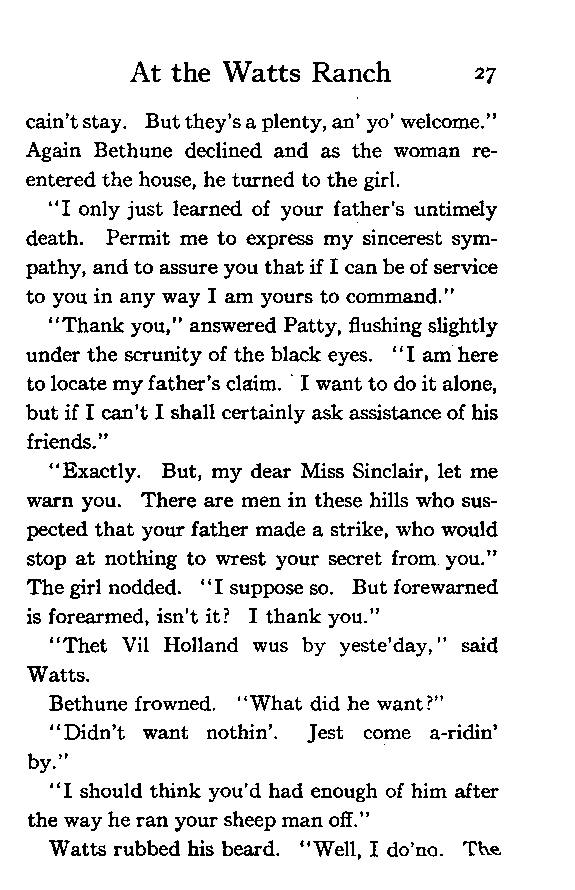 At the Watts Ranch 27
cain't stay. But they's a plenty, an' yo' welcome."
Again Bethune declined and as the woman re-
entered the house, he turned to the girl.
"I only just learned of your father's untimely
death. Permit me to express my sincerest sym-
pathy, and to assure you that if I can be of service
to you in any way I am yours to command."
"Thank you," answered Patty, flushing slightly
under the scrunity of the black eyes. "I am here
to locate my father's claim. I want to do it alone,
but if I can't I shall certainly ask assistance of his
friends."
"Exactly. But, my dear Miss Sinclair, let me
warn you. There are men in these hills who sus-
pected that your father made a strike, who would
stop at nothing to wrest your secret from you."
The girl nodded. "I suppose so. But forewarned
is forearmed, isn't it? I thank you."
"Thet Vil Holland wus by yeste'day," said
Watts.
Bethune frowned. "What did he want?"
"Didn't want nothin'. Jest come a-ridin'
by."
"I should think you'd had enough of him after
the way he ran your sheep man off."
Watts rubbed his beard. "Well, I do'no. The